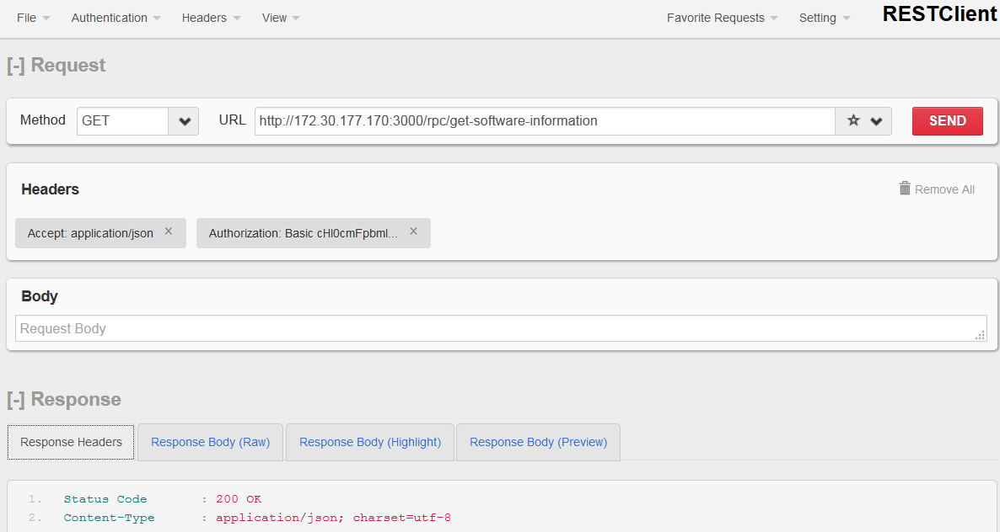 File Authentication Headers View Favorite Requests Setting RESTClient
[-] Request
Method GET URL http://172.30.177.170:3000/rpc/get-software-information SEND
Headers Remove All
Accept: application/json × Authorization: Basic cHl0cmFpbml... ×
Body
Request Body
[-] Response
Response Headers Response Body (Raw) Response Body (Highlight) Response Body (Preview)
1. Status Code : 200 OK
2. Content-Type : application/json; charset=utf-8